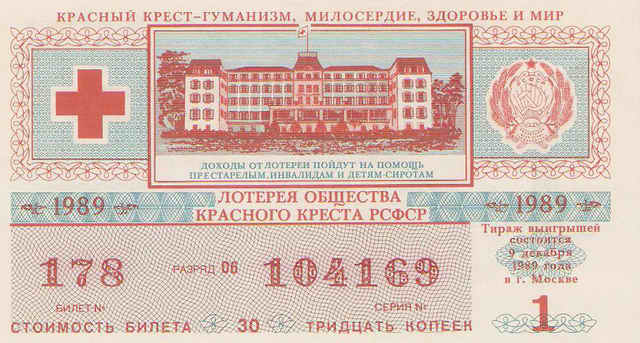 КРАСНЫЙ КРЕСТ-ГУМАНИЗМ, МИЛОСЕРДИЕ, ЗДОРОВЬЕ И МИР
ДОХОДЫ ОТ ЛОТЕРЕИ ПОЙДУТ НА ПОМОЩЬ
ПРЕСТАРЕЛЫМ, ИНВАЛИДАМ И ДЕТЯМ-СИРОТАМ
1989 ЛОТЕРЕЯ ОБЩЕСТВА 1989
КРАСНОГО КРЕСТА РСФСР
Тираж выигрышей
состоится
9 декабря
1989 года
в г. Москве
1
178 РАЗРЯД 06 104169
БИЛЕТ № СЕРИЯ №
СТОИМОСТЬ БИЛЕТА 30 ТРИДЦАТЬ КОПЕЕК